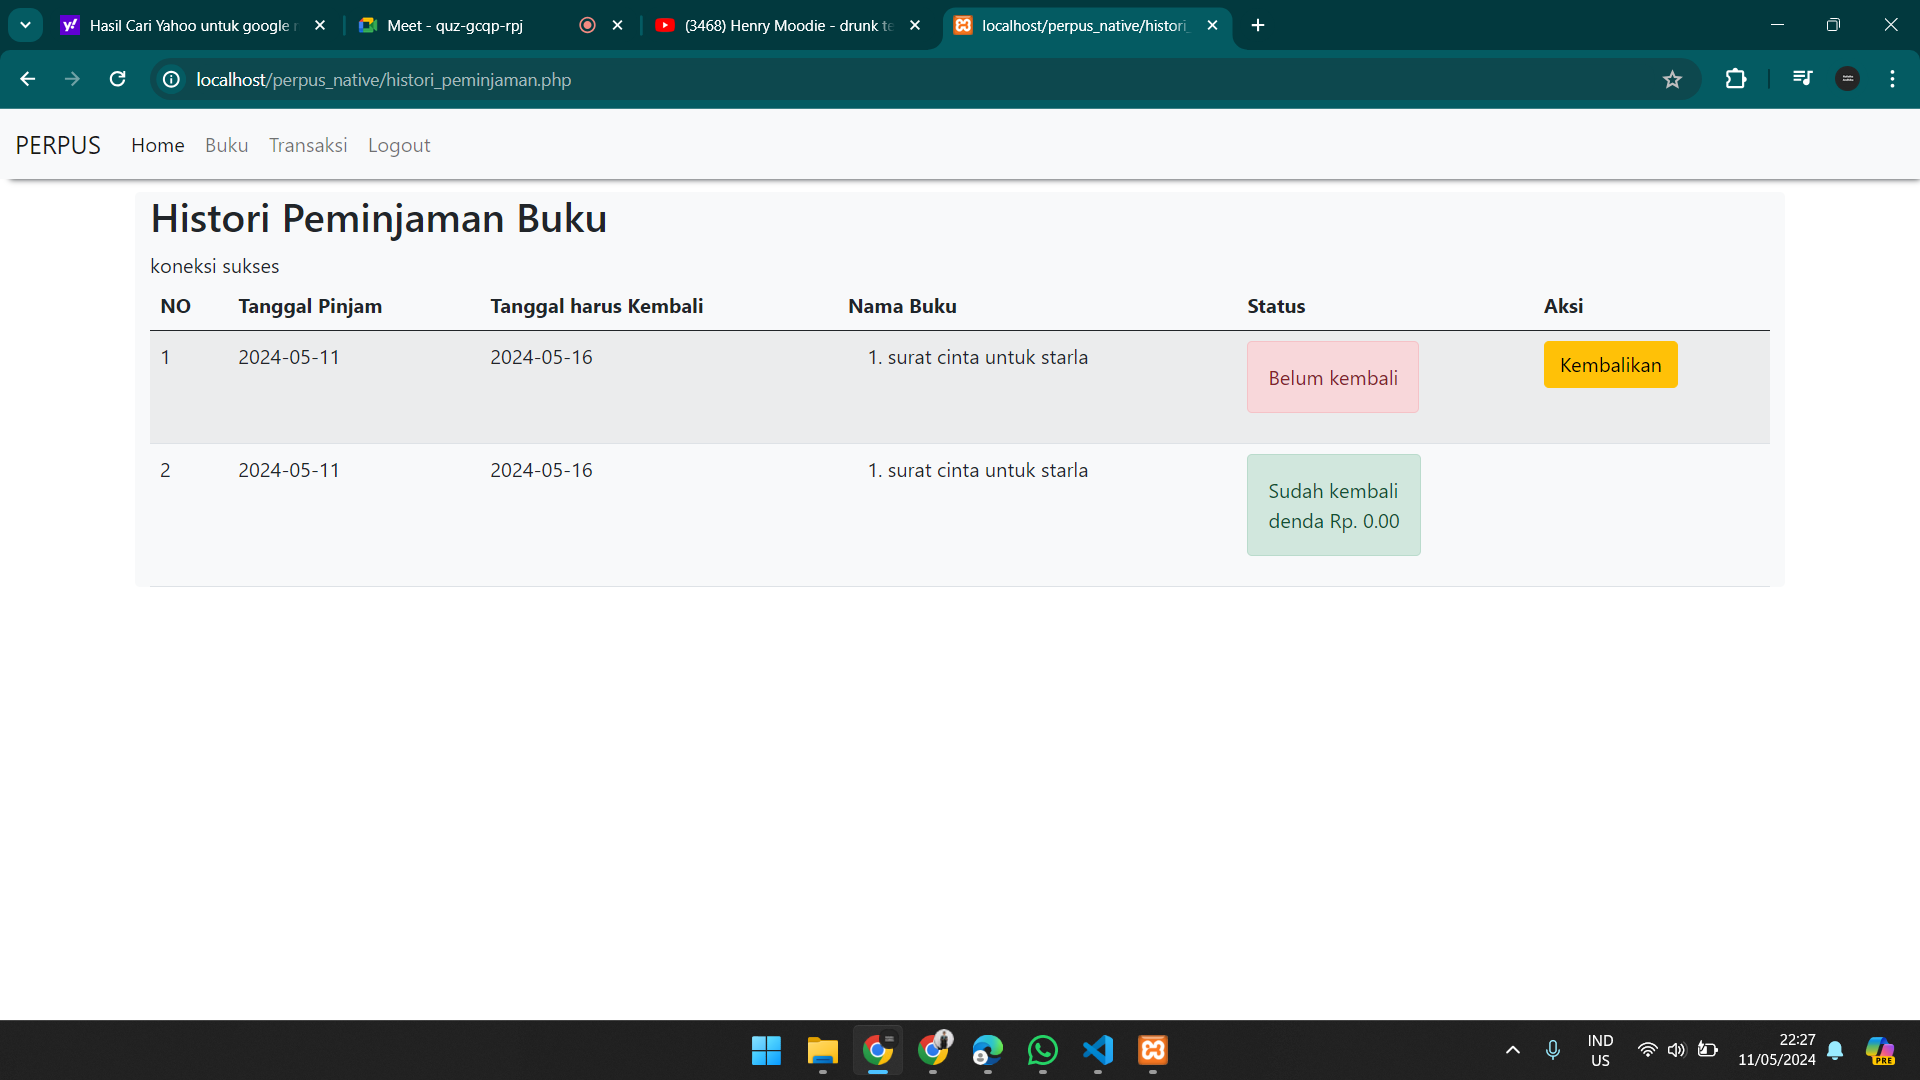 Hasil Cari Yahoo untuk google
Meet - quz-gcqp-rpj
(3468) Henry Moodie - drunk te
localhost/perpus_native/histori_
localhost/perpus_native/histori_peminjaman.php
PERPUS Home Buku Transaksi Logout
Histori Peminjaman Buku
koneksi sukses
NO Tanggal Pinjam Tanggal harus Kembali Nama Buku Status Aksi
1 2024-05-11 2024-05-16 1. surat cinta untuk starla Belum kembali Kembalikan
2 2024-05-11 2024-05-16 1. surat cinta untuk starla Sudah kembali
denda Rp. 0.00
IND
US
22:27
11/05/2024
PRE